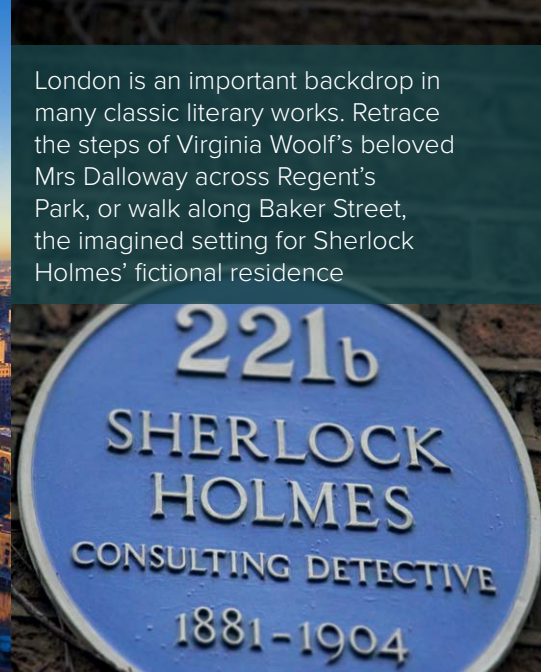 London is an important backdrop in
many classic literary works. Retrace
the steps of Virginia Woolf’s beloved
Mrs Dalloway across Regent’s
Park, or walk along Baker Street,
the imagined setting for Sherlock
Holmes’ fictional residence
221b
SHERLOCK
HOLMES
CONSULTING DETECTIVE
1881–1904